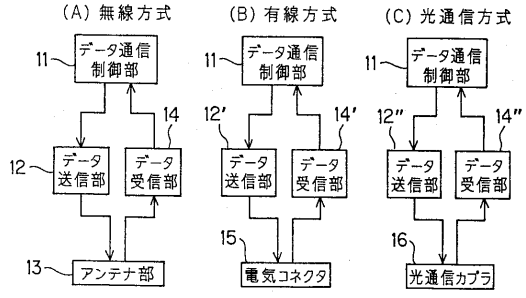 (A) 無線方式
11
データ通信
制御部
12
データ
送信部
14
データ
受信部
13
アンテナ部
(B) 有線方式
11
データ通信
制御部
12′
データ
送信部
14′
データ
受信部
15
電気コネクタ
(C) 光通信方式
11
データ通信
制御部
12″
データ
送信部
14″
データ
受信部
16
光通信カプラ